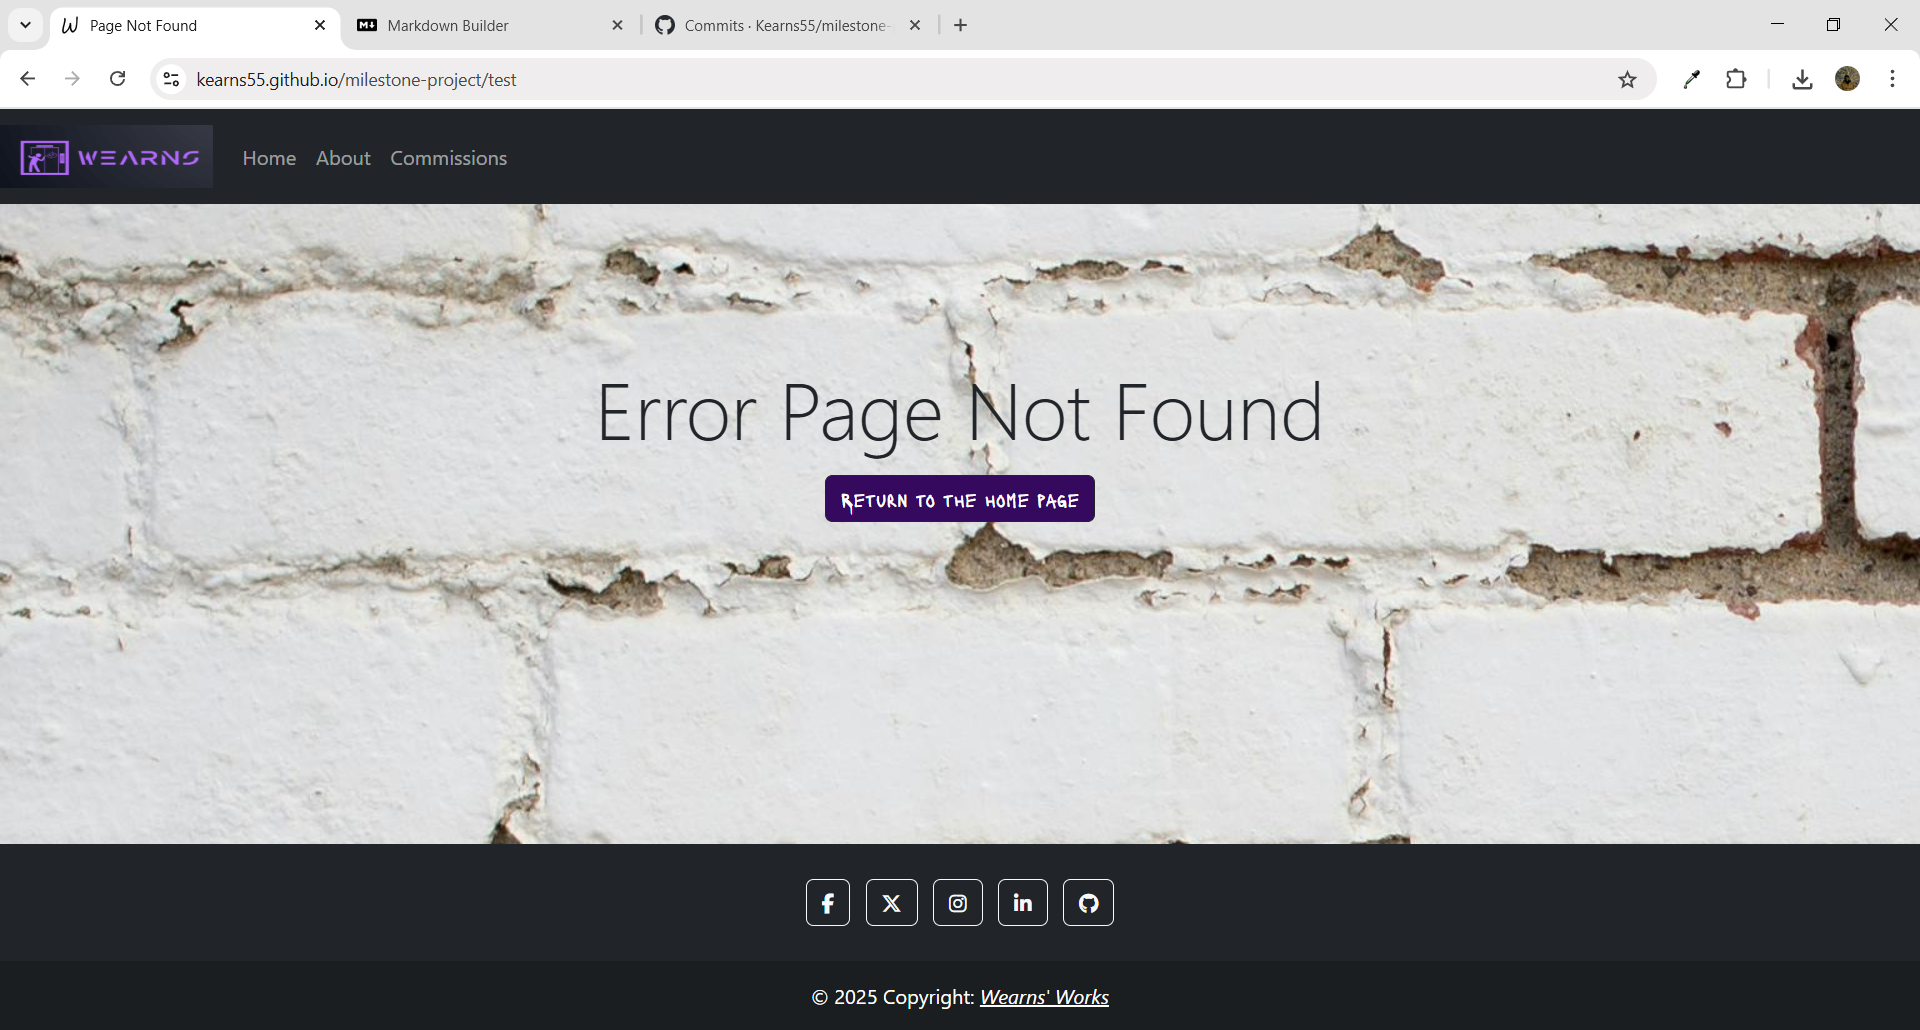 Page Not Found
Markdown Builder
Commits · Kearns55/milestone-
kearns55.github.io/milestone-project/test
WEARNS
Home About Commissions
Error Page Not Found
Return to the home page
© 2025 Copyright: Wearns' Works